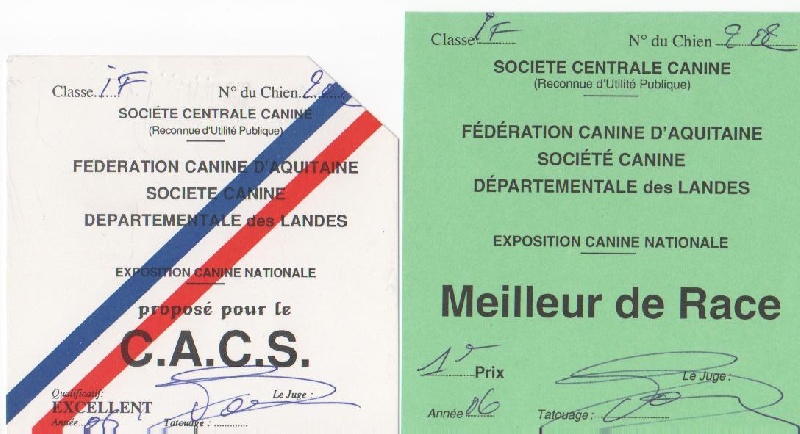 Classe iF N° du Chien
SOCIÉTÉ CENTRALE CANINE
(Reconnue d'Utilité Publique)
FEDERATION CANINE D'AQUITAINE
SOCIETE CANINE
DEPARTEMENTALE des LANDES
EXPOSITION CANINE NATIONALE
proposé pour le
C.A.C.S.
Qualificatif: Le Juge :
EXCELLENT
Année 06 Tatouage :
Classe iF N° du Chien 208
SOCIETE CENTRALE CANINE
(Reconnue d'Utilité Publique)
FÉDÉRATION CANINE D'AQUITAINE
SOCIÉTÉ CANINE
DÉPARTEMENTALE des LANDES
EXPOSITION CANINE NATIONALE
Meilleur de Race
1er Prix Le Juge :
Année 06 Tatouage :